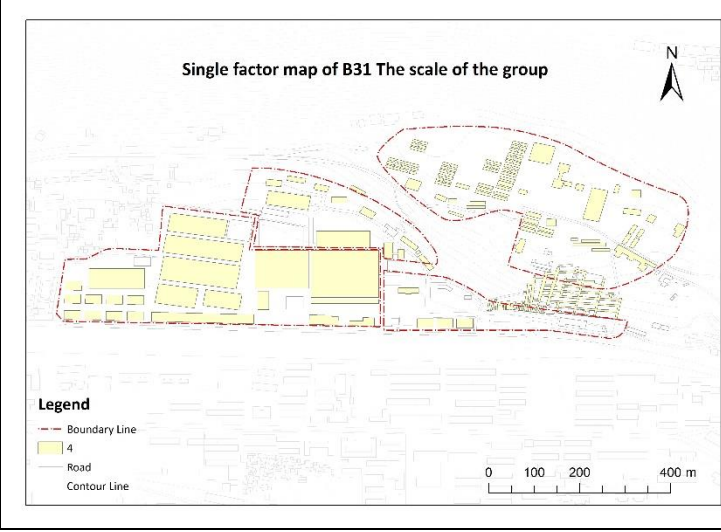 Single factor map of B31 The scale of the group
N
Legend
Boundary Line
4
Road
Contour Line
0 100 200 400 m